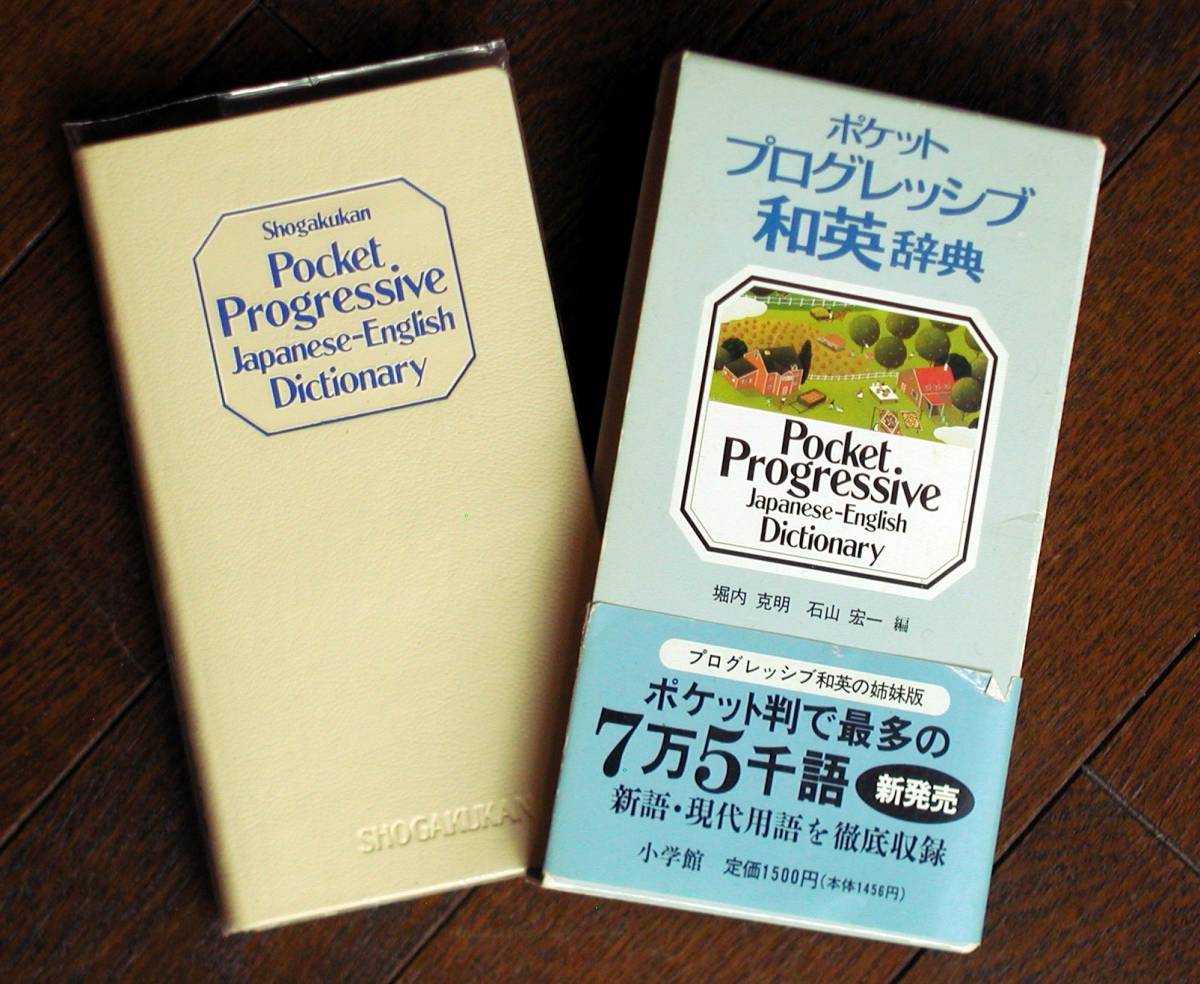 Shogakukan
Pocket
Progressive
Japanese-English
Dictionary
SHOGAKUKAN
ポケット
プログレッシブ
和英辞典
Pocket
Progressive
Japanese-English
Dictionary
堀内 克明 石山 宏一 編
プログレッシブ和英の姉妹版
ポケット判で最多の
7万5千語 新発売
新語・現代用語を徹底収録
小学館 定価1500円(本体1456円)